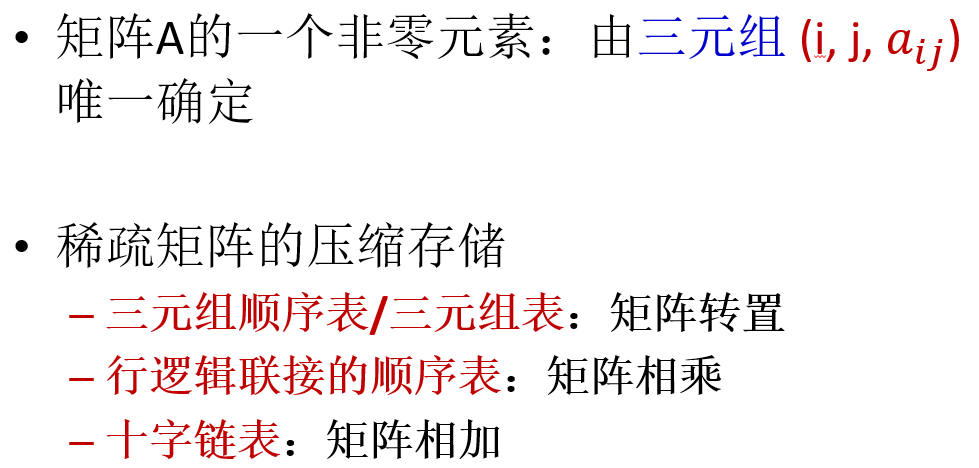 • 矩阵A的一个非零元素：由三元组 (i, j, aᵢⱼ)
唯一确定
• 稀疏矩阵的压缩存储
– 三元组顺序表/三元组表：矩阵转置
– 行逻辑联接的顺序表：矩阵相乘
– 十字链表：矩阵相加